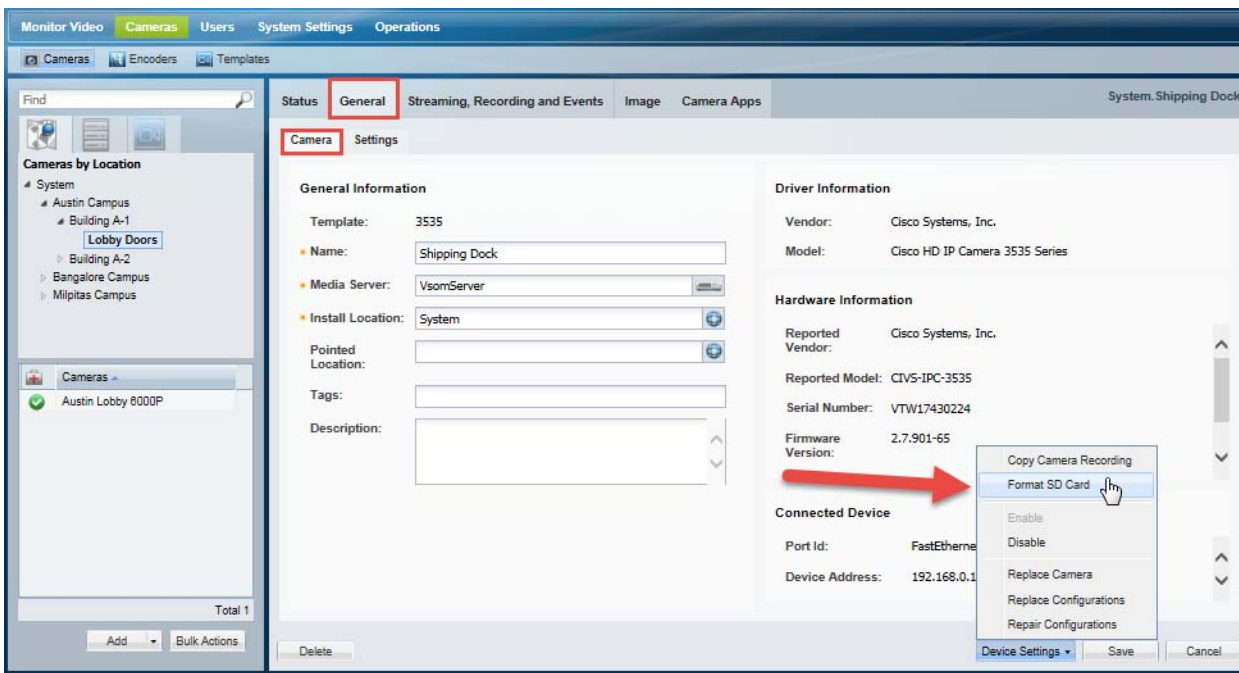 Monitor Video Cameras Users System Settings Operations
Cameras Encoders Templates
Find
Cameras by Location
System
Austin Campus
Building A-1
Lobby Doors
Building A-2
Bangalore Campus
Milpitas Campus
Cameras
Austin Lobby 6000P
Total 1
Add Bulk Actions
Status General Streaming, Recording and Events Image Camera Apps
System.Shipping Dock
Camera Settings
General Information
Template: 3535
* Name: Shipping Dock
* Media Server: VsomServer
* Install Location: System
Pointed
Location:
Tags:
Description:
Driver Information
Vendor: Cisco Systems, Inc.
Model: Cisco HD IP Camera 3535 Series
Hardware Information
Reported Cisco Systems, Inc.
Vendor:
Reported Model: CIVS-IPC-3535
Serial Number: VTW17430224
Firmware 2.7.901-65
Version:
Connected Device
Port Id: FastEtherne
Device Address: 192.168.0.1
Copy Camera Recording
Format SD Card
Enable
Disable
Replace Camera
Replace Configurations
Repair Configurations
Delete
Device Settings Save Cancel